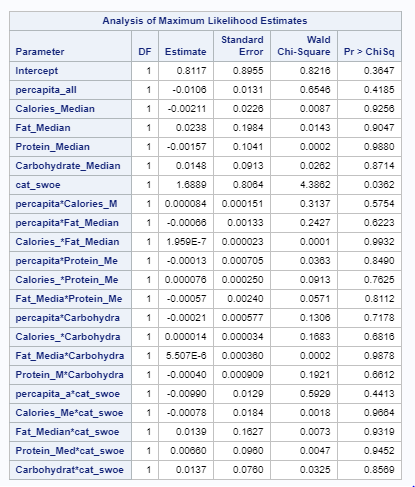 Analysis of Maximum Likelihood Estimates
Parameter DF Estimate Standard Error Wald Chi-Square Pr > ChiSq
Intercept 1 0.8117 0.8955 0.8216 0.3647
percapita_all 1 -0.0106 0.0131 0.6546 0.4185
Calories_Median 1 -0.00211 0.0226 0.0087 0.9256
Fat_Median 1 0.0238 0.1984 0.0143 0.9047
Protein_Median 1 -0.00157 0.1041 0.0002 0.9880
Carbohydrate_Median 1 0.0148 0.0913 0.0262 0.8714
cat_swoe 1 1.6889 0.8064 4.3862 0.0362
percapita*Calories_M 1 0.000084 0.000151 0.3137 0.5754
percapita*Fat_Median 1 -0.00066 0.00133 0.2427 0.6223
Calories_*Fat_Median 1 1.959E-7 0.000023 0.0001 0.9932
percapita*Protein_Me 1 -0.00013 0.000705 0.0363 0.8490
Calories_*Protein_Me 1 0.000076 0.000250 0.0913 0.7625
Fat_Media*Protein_Me 1 -0.00057 0.00240 0.0571 0.8112
percapita*Carbohydra 1 -0.00021 0.000577 0.1306 0.7178
Calories_*Carbohydra 1 0.000014 0.000034 0.1683 0.6816
Fat_Media*Carbohydra 1 5.507E-6 0.000360 0.0002 0.9878
Protein_M*Carbohydra 1 -0.00040 0.000909 0.1921 0.6612
percapita_a*cat_swoe 1 -0.00990 0.0129 0.5929 0.4413
Calories_Me*cat_swoe 1 -0.00078 0.0184 0.0018 0.9664
Fat_Median*cat_swoe 1 0.0139 0.1627 0.0073 0.9319
Protein_Med*cat_swoe 1 0.00660 0.0960 0.0047 0.9452
Carbohydrat*cat_swoe 1 0.0137 0.0760 0.0325 0.8569